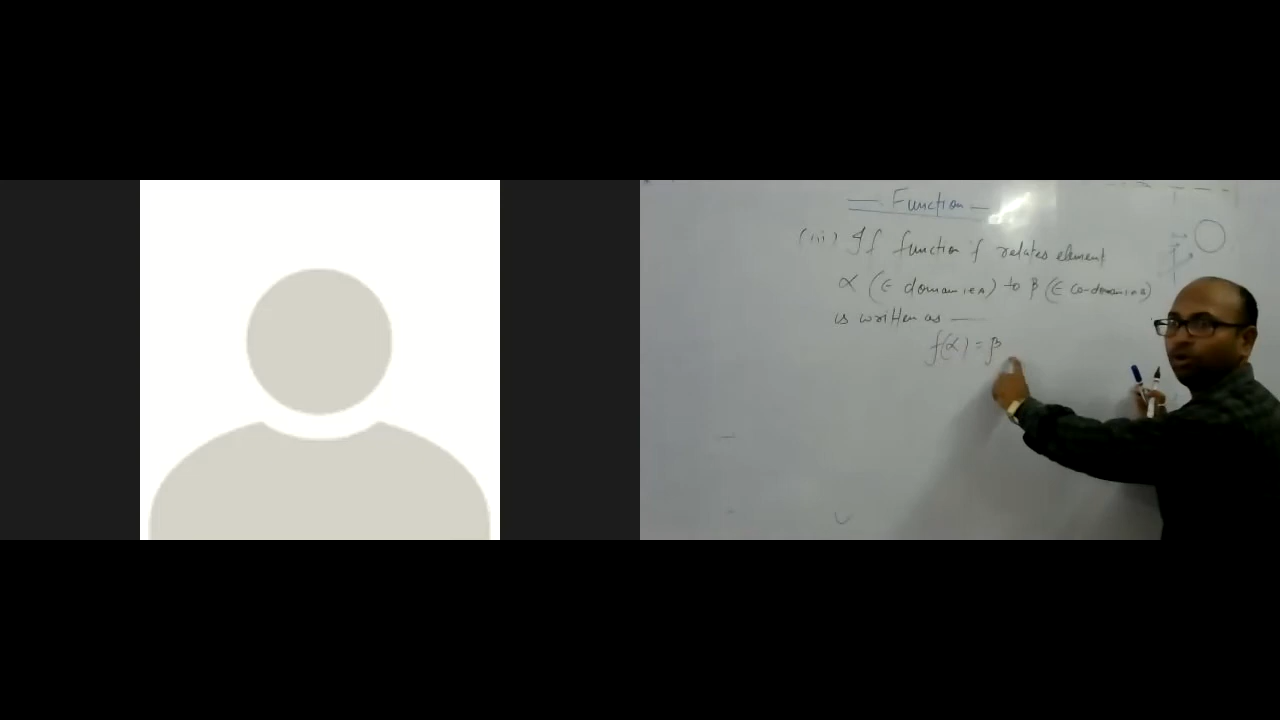 Function
(iii) If function f relates element
α (∈ domain i.e A) to β (∈ Co-domain i.e B)
is written as —
f(α) = β